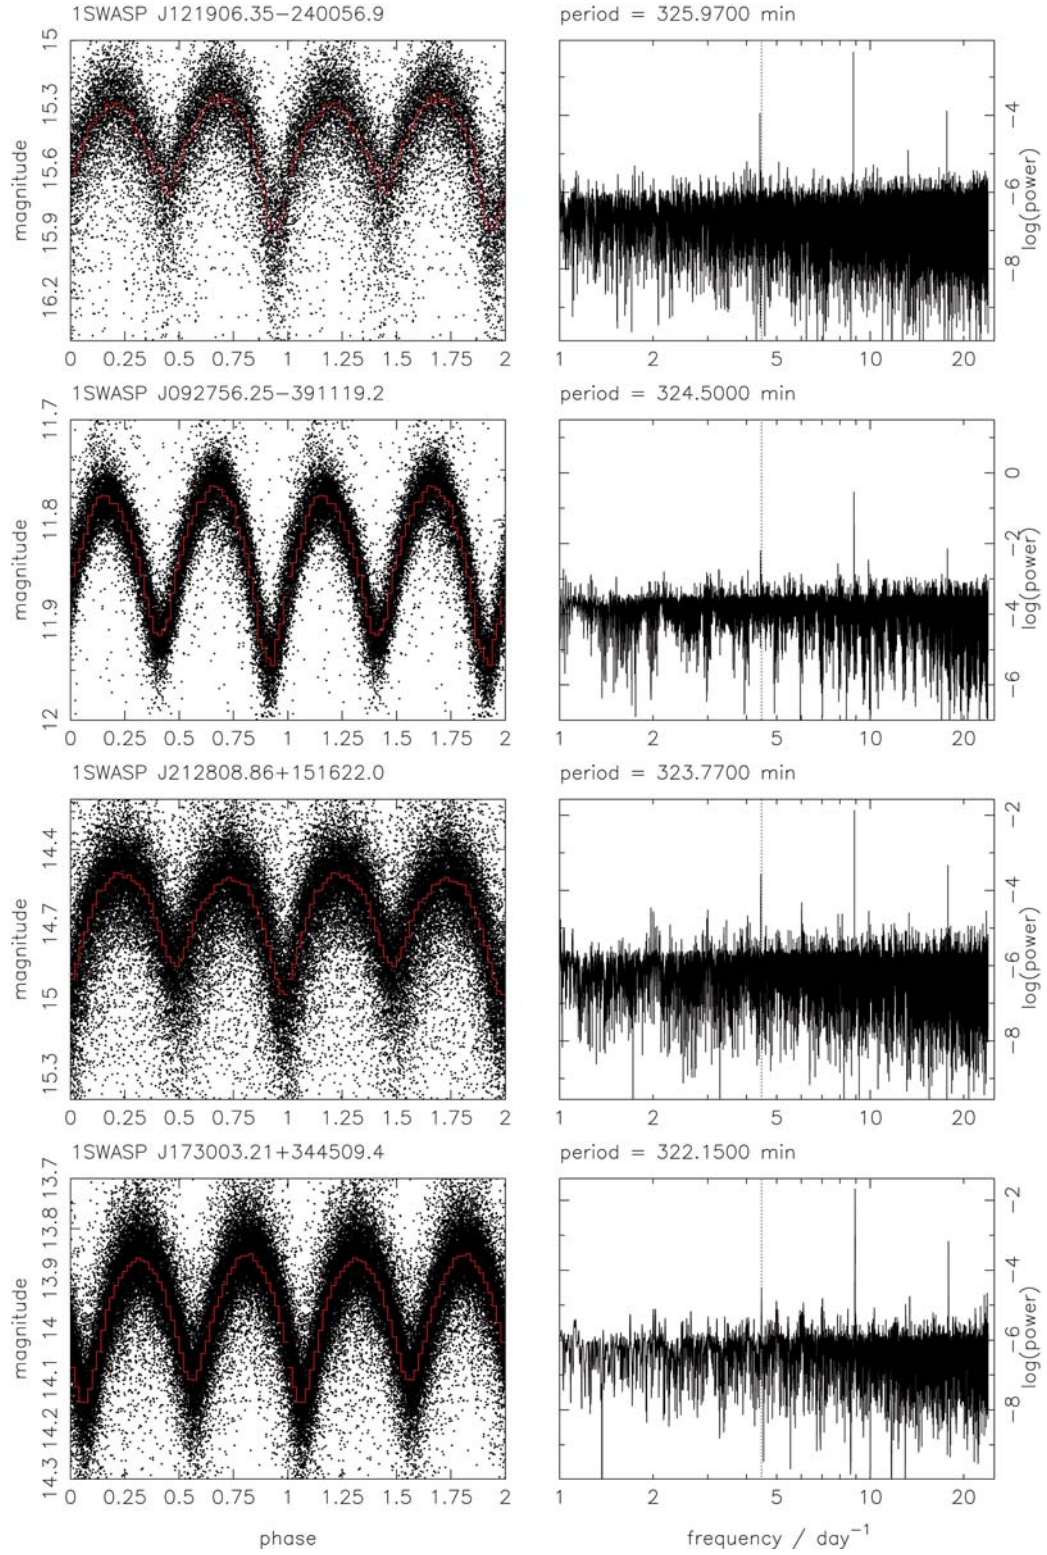 1SWASP J121906.35−240056.9
period = 325.9700 min
magnitude
15
15.3
15.6
15.9
16.2
0 0.25 0.5 0.75 1 1.25 1.5 1.75 2
log(power)
−4
−6
−8
1 2 5 10 20
1SWASP J092756.25−391119.2
period = 324.5000 min
magnitude
11.7
11.8
11.9
12
0 0.25 0.5 0.75 1 1.25 1.5 1.75 2
log(power)
0
−2
−4
−6
1 2 5 10 20
1SWASP J212808.86+151622.0
period = 323.7700 min
magnitude
14.4
14.7
15
15.3
0 0.25 0.5 0.75 1 1.25 1.5 1.75 2
log(power)
−2
−4
−6
−8
1 2 5 10 20
1SWASP J173003.21+344509.4
period = 322.1500 min
magnitude
13.7
13.8
13.9
14
14.1
14.2
14.3
0 0.25 0.5 0.75 1 1.25 1.5 1.75 2
phase
log(power)
−2
−4
−6
−8
1 2 5 10 20
frequency / day⁻¹